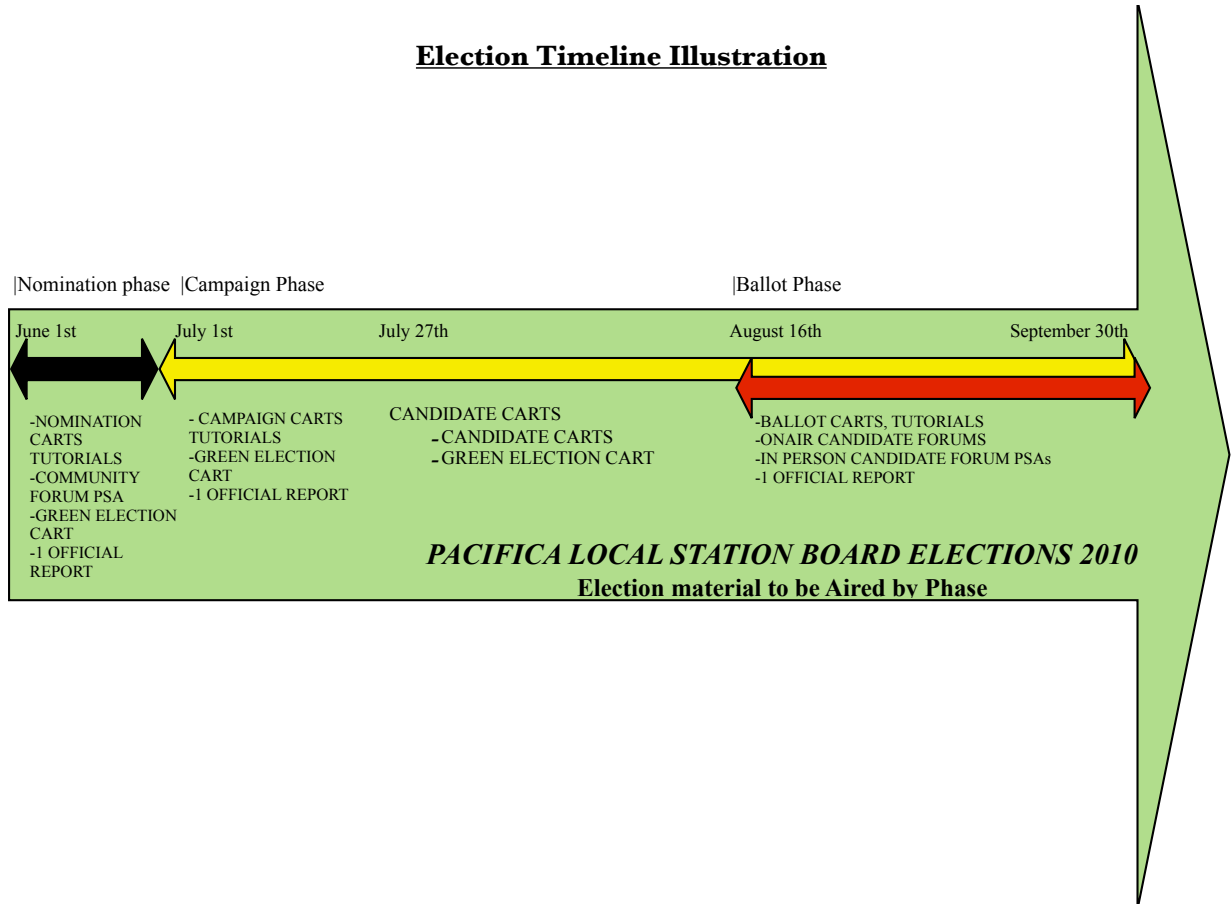 Election Timeline Illustration
|Nomination phase |Campaign Phase |Ballot Phase
June 1st July 1st July 27th August 16th September 30th
-NOMINATION
CARTS
TUTORIALS
-COMMUNITY
FORUM PSA
-GREEN ELECTION
CART
-1 OFFICIAL
REPORT
- CAMPAIGN CARTS
TUTORIALS
-GREEN ELECTION
CART
-1 OFFICIAL REPORT
CANDIDATE CARTS
-CANDIDATE CARTS
-GREEN ELECTION CART
-BALLOT CARTS, TUTORIALS
-ONAIR CANDIDATE FORUMS
-IN PERSON CANDIDATE FORUM PSAs
-1 OFFICIAL REPORT
PACIFICA LOCAL STATION BOARD ELECTIONS 2010
Election material to be Aired by Phase